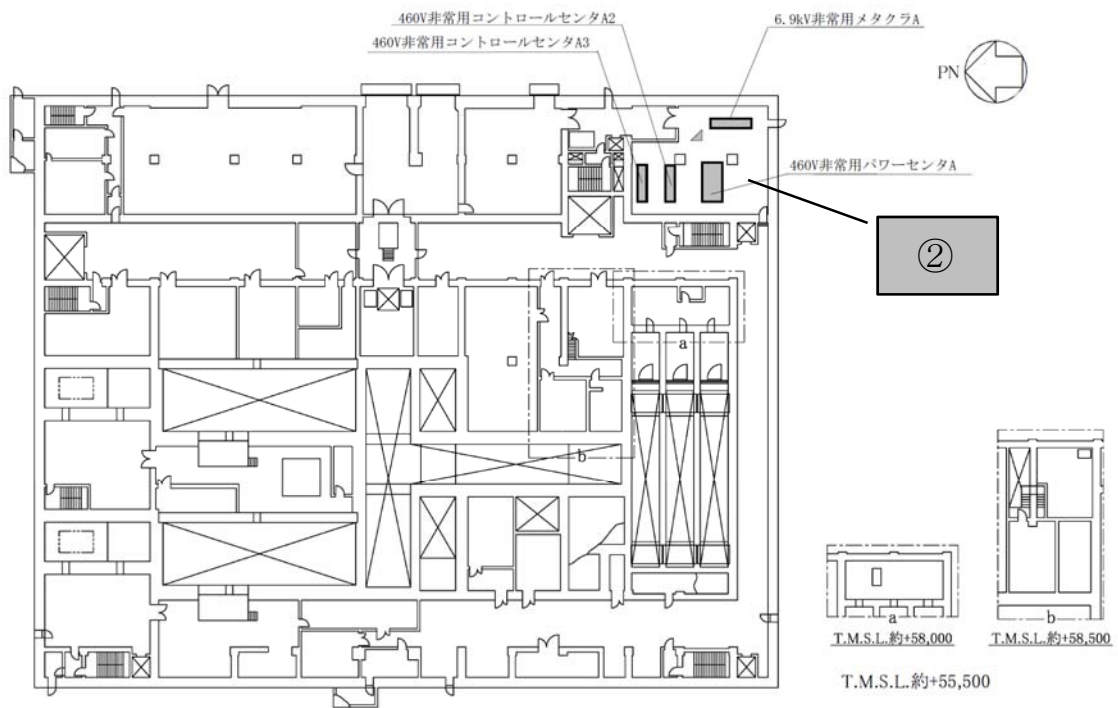 460V非常用コントロールセンタA2
6.9kV非常用メタクラA
460V非常用コントロールセンタA3
PN
460V非常用パワーセンタA
②
a
b
a
T.M.S.L.約+58,000
b
T.M.S.L.約+58,500
T.M.S.L.約+55,500